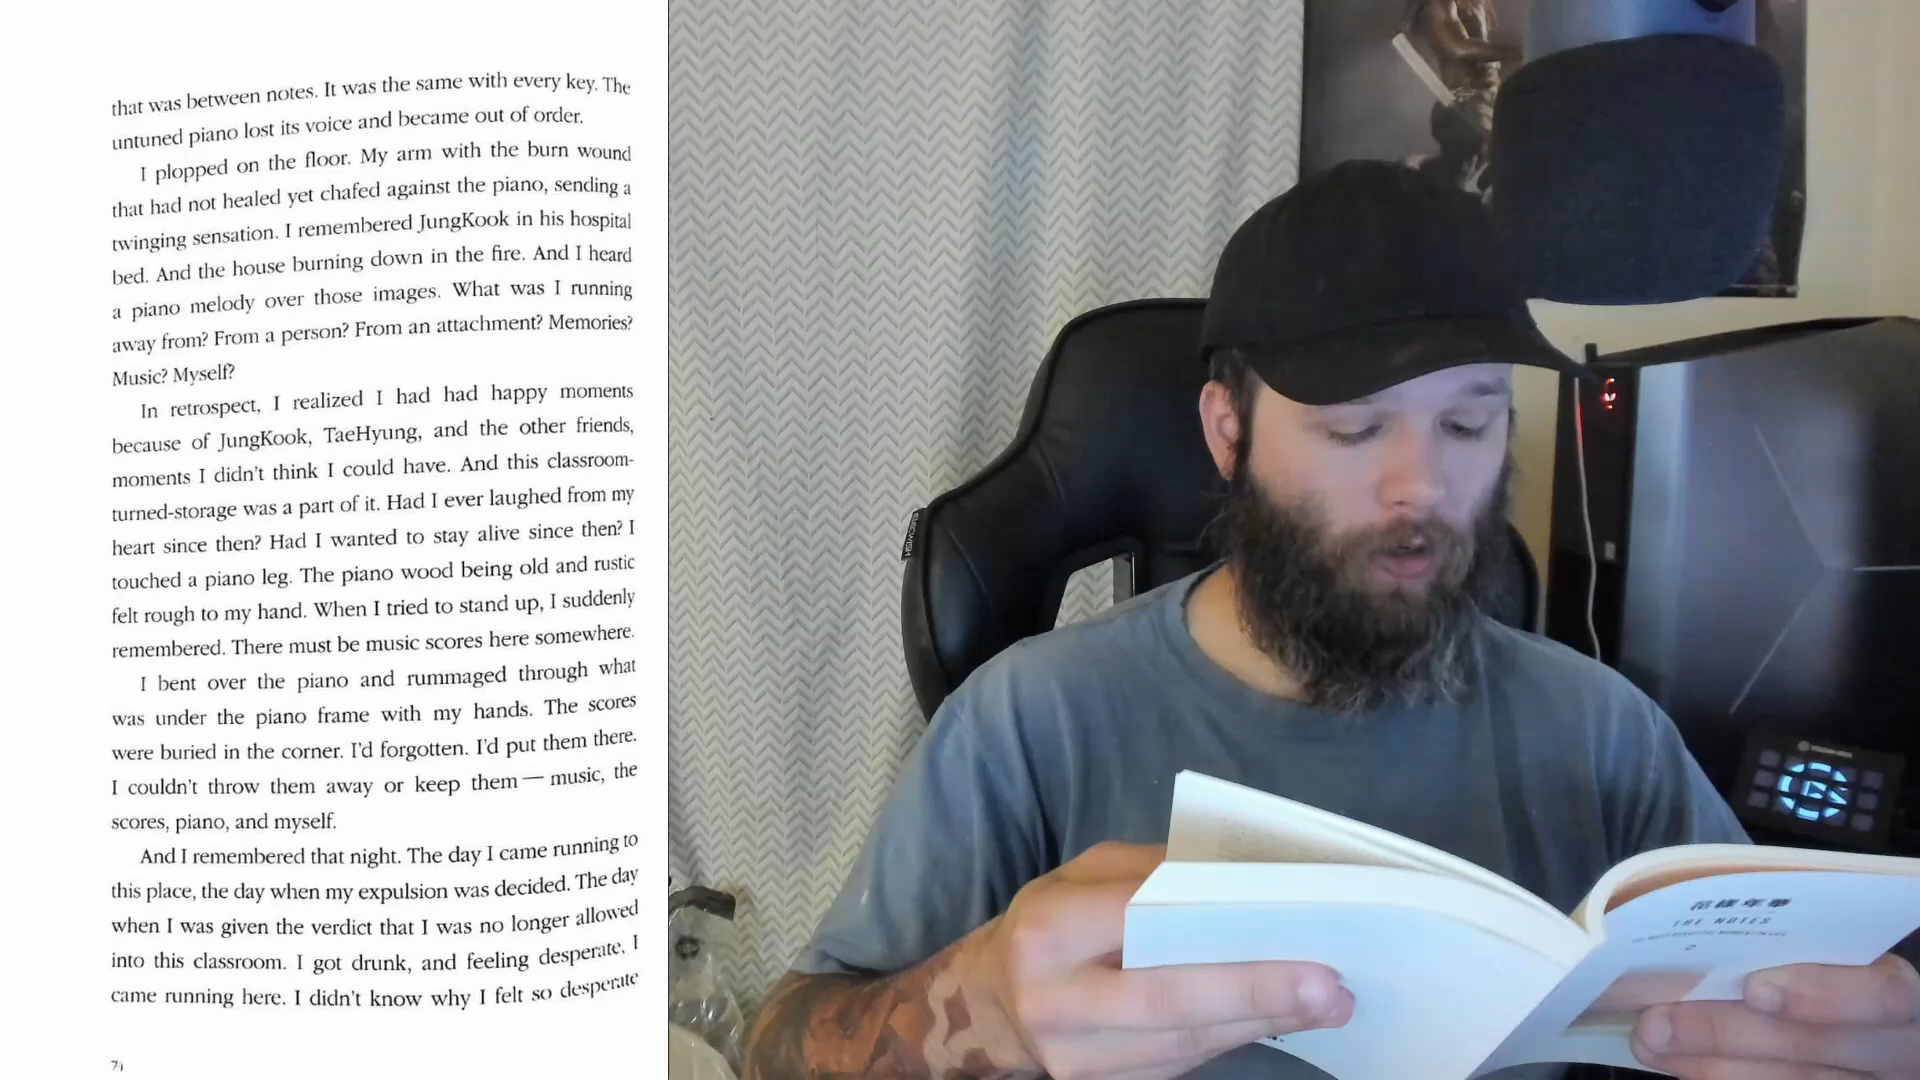 that was between notes. It was the same with every key. The
untuned piano lost its voice and became out of order.
I plopped on the floor. My arm with the burn wound
that had not healed yet chafed against the piano, sending a
twinging sensation. I remembered JungKook in his hospital
bed. And the house burning down in the fire. And I heard
a piano melody over those images. What was I running
away from? From a person? From an attachment? Memories?
Music? Myself?
In retrospect, I realized I had had happy moments
because of JungKook, TaeHyung, and the other friends,
moments I didn't think I could have. And this classroom-
turned-storage was a part of it. Had I ever laughed from my
heart since then? Had I wanted to stay alive since then? I
touched a piano leg. The piano wood being old and rustic
felt rough to my hand. When I tried to stand up, I suddenly
remembered. There must be music scores here somewhere.
I bent over the piano and rummaged through what
was under the piano frame with my hands. The scores
were buried in the corner. I'd forgotten. I'd put them there.
I couldn't throw them away or keep them — music, the
scores, piano, and myself.
And I remembered that night. The day I came running to
this place, the day when my expulsion was decided. The day
when I was given the verdict that I was no longer allowed
into this classroom. I got drunk, and feeling desperate, I
came running here. I didn't know why I felt so desperate
花樣年華
THE NOTES
2